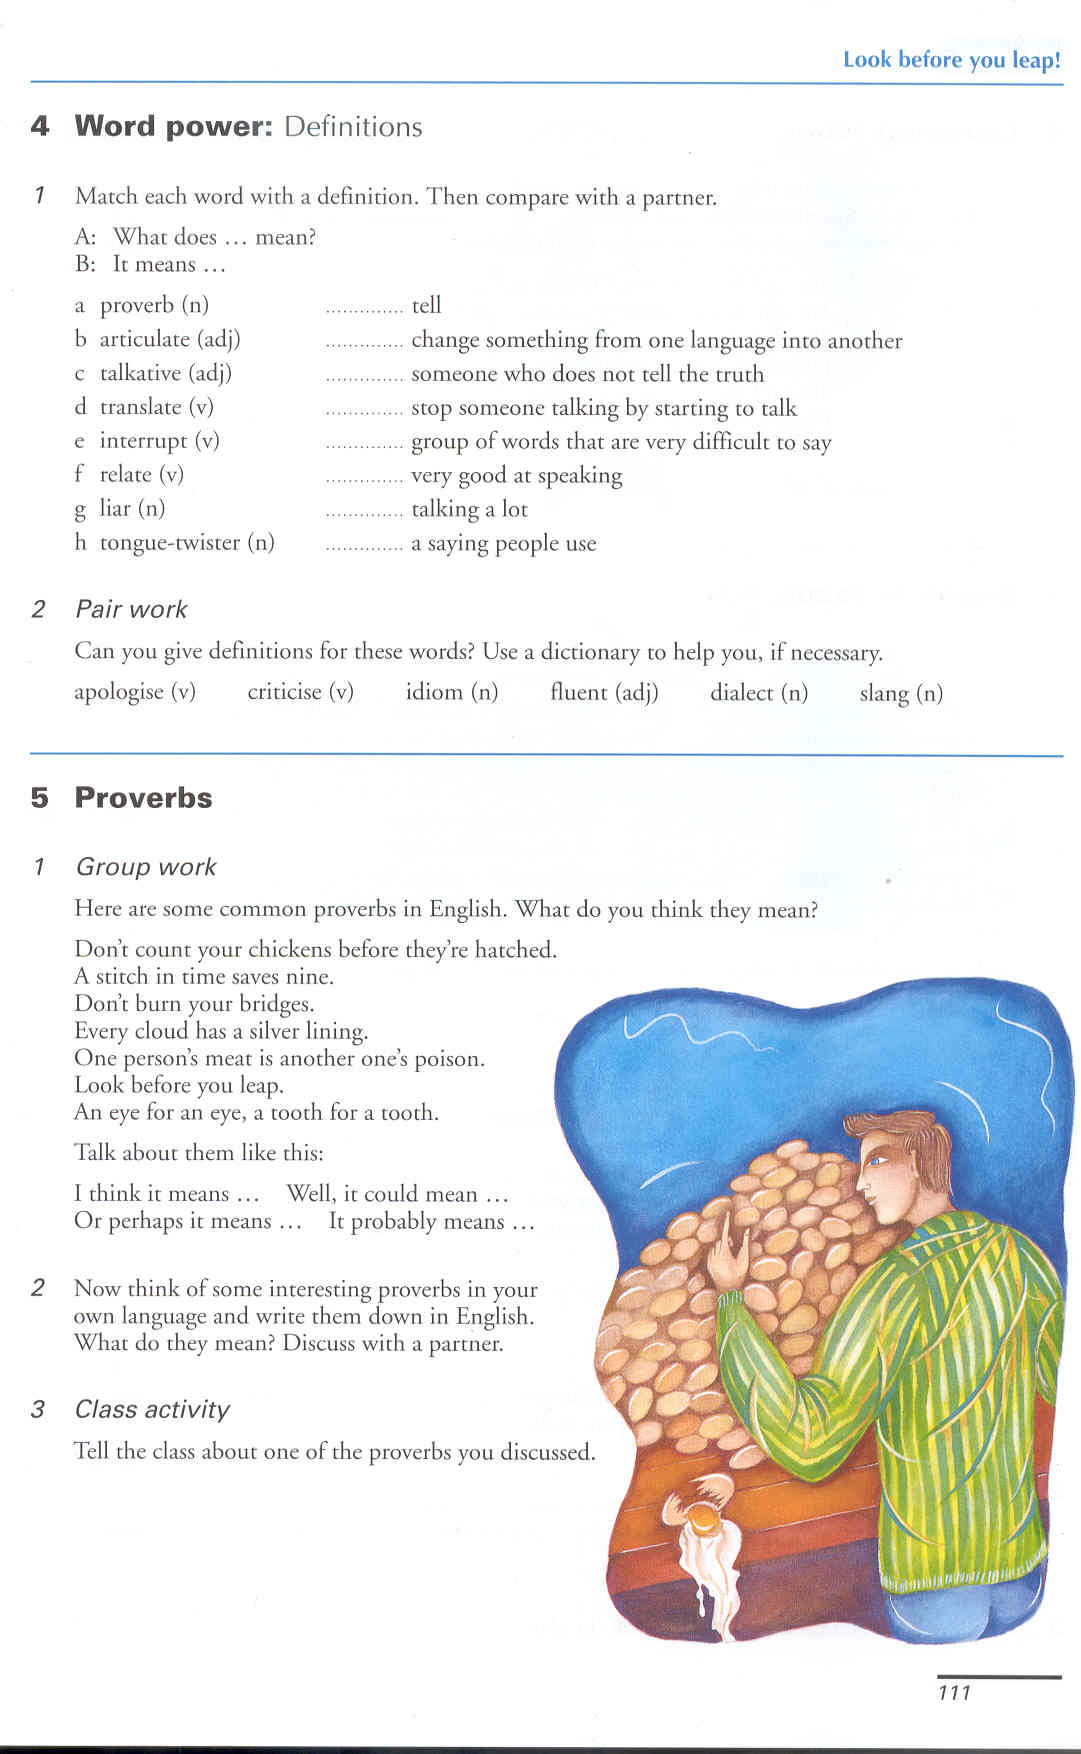 Look before you leap!
4 Word power: Definitions
1 Match each word with a definition. Then compare with a partner.
A: What does ... mean?
B: It means ...
a proverb (n) .............. tell
b articulate (adj) .............. change something from one language into another
c talkative (adj) .............. someone who does not tell the truth
d translate (v) .............. stop someone talking by starting to talk
e interrupt (v) .............. group of words that are very difficult to say
f relate (v) .............. very good at speaking
g liar (n) .............. talking a lot
h tongue-twister (n) .............. a saying people use
2 Pair work
Can you give definitions for these words? Use a dictionary to help you, if necessary.
apologise (v) criticise (v) idiom (n) fluent (adj) dialect (n) slang (n)
5 Proverbs
1 Group work
Here are some common proverbs in English. What do you think they mean?
Don't count your chickens before they're hatched.
A stitch in time saves nine.
Don't burn your bridges.
Every cloud has a silver lining.
One person's meat is another one's poison.
Look before you leap.
An eye for an eye, a tooth for a tooth.
Talk about them like this:
I think it means ... Well, it could mean ...
Or perhaps it means ... It probably means ...
2 Now think of some interesting proverbs in your
own language and write them down in English.
What do they mean? Discuss with a partner.
3 Class activity
Tell the class about one of the proverbs you discussed.
111